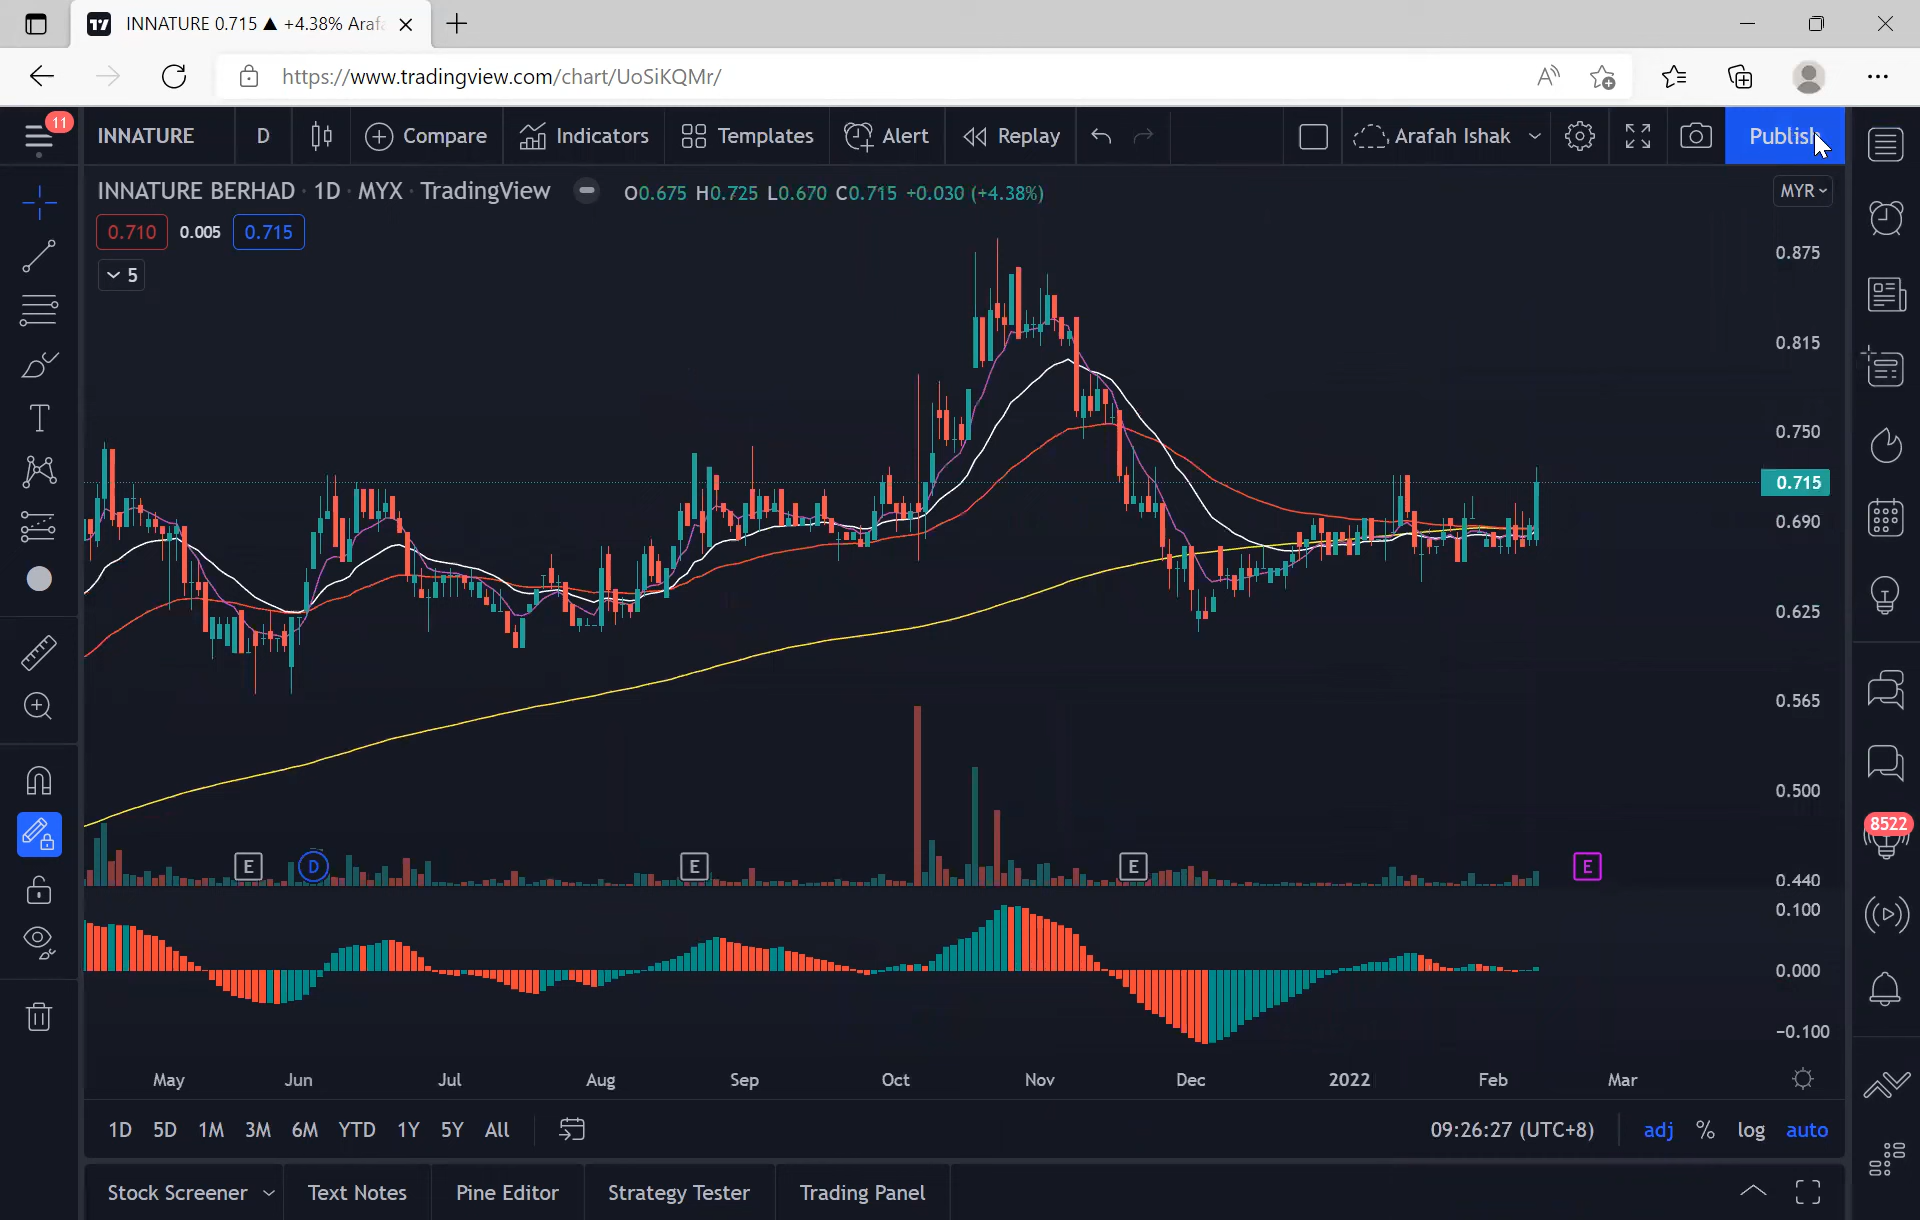 INNATURE 0.715 ▲ +4.38% Arafa
https://www.tradingview.com/chart/UoSiKQMr/
11
INNATURE D Compare Indicators Templates Alert Replay Arafah Ishak Publish
INNATURE BERHAD · 1D · MYX · TradingView O0.675 H0.725 L0.670 C0.715 +0.030 (+4.38%)
MYR
0.710 0.005 0.715
5
0.875
0.815
0.750
0.715
0.690
0.625
0.565
0.500
8522
E D E E E
0.440
0.100
0.000
−0.100
May Jun Jul Aug Sep Oct Nov Dec 2022 Feb Mar
1D 5D 1M 3M 6M YTD 1Y 5Y All 09:26:27 (UTC+8) adj % log auto
Stock Screener Text Notes Pine Editor Strategy Tester Trading Panel